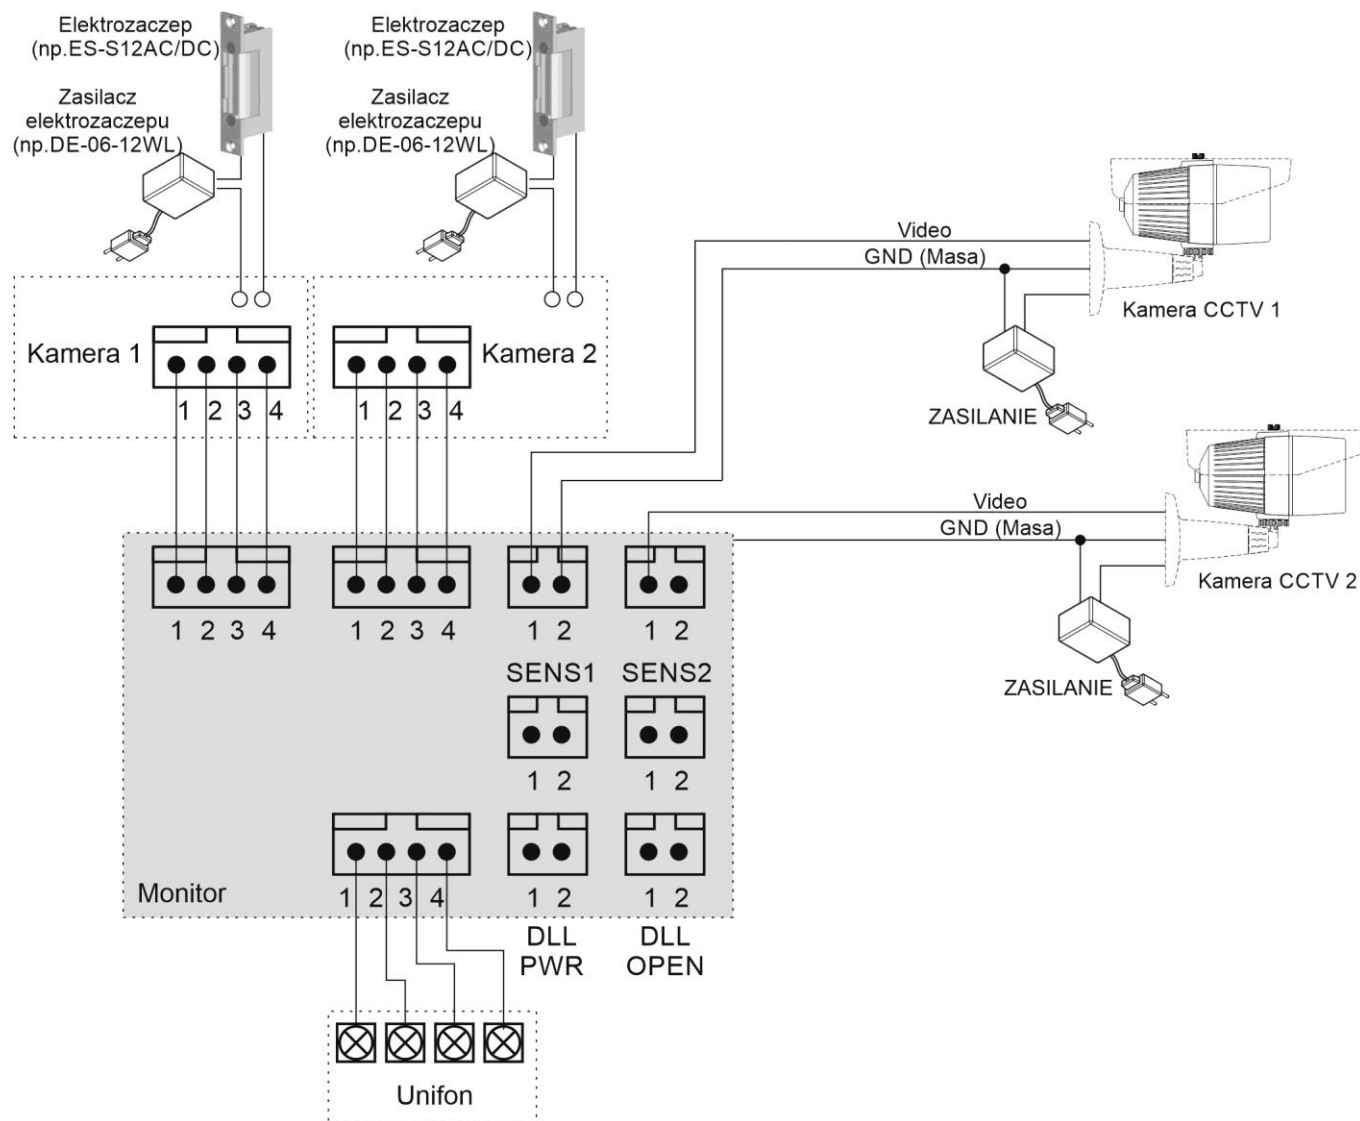 Elektrozaczep
(np.ES-S12AC/DC)
Zasilacz
elektrozaczepu
(np.DE-06-12WL)
Elektrozaczep
(np.ES-S12AC/DC)
Zasilacz
elektrozaczepu
(np.DE-06-12WL)
Video
GND (Masa)
Kamera CCTV 1
ZASILANIE
Kamera 1
1 2 3 4
Kamera 2
1 2 3 4
Video
GND (Masa)
Kamera CCTV 2
ZASILANIE
1 2 3 4
1 2 3 4
1 2
1 2
SENS1
SENS2
1 2
1 2
Monitor
1 2 3 4
1 2
1 2
DLL
PWR
DLL
OPEN
Unifon